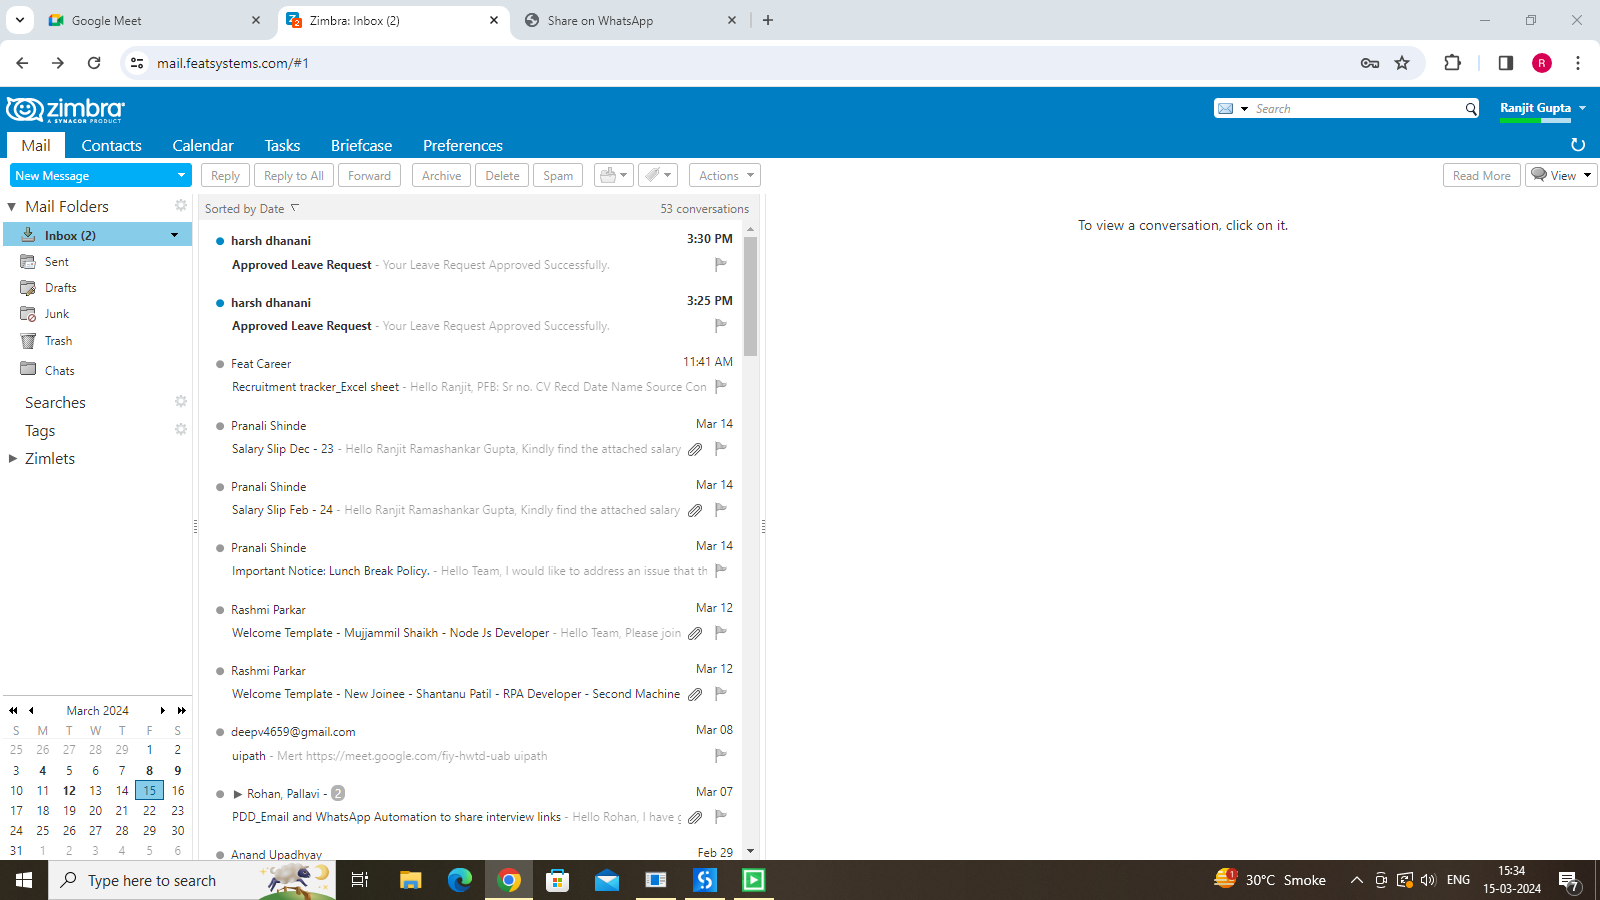 Google Meet
Zimbra: Inbox (2)
Share on WhatsApp
mail.featsystems.com/#1
R
zimbra
A SYNACOR PRODUCT
Search
Ranjit Gupta
Mail Contacts Calendar Tasks Briefcase Preferences
New Message
Reply Reply to All Forward Archive Delete Spam Actions Read More View
Mail Folders
Inbox (2)
Sent
Drafts
Junk
Trash
Chats
Searches
Tags
Zimlets
Sorted by Date 53 conversations
harsh dhanani 3:30 PM
Approved Leave Request - Your Leave Request Approved Successfully.
harsh dhanani 3:25 PM
Approved Leave Request - Your Leave Request Approved Successfully.
Feat Career 11:41 AM
Recruitment tracker_Excel sheet - Hello Ranjit, PFB: Sr no. CV Recd Date Name Source Con
Pranali Shinde Mar 14
Salary Slip Dec - 23 - Hello Ranjit Ramashankar Gupta, Kindly find the attached salary
Pranali Shinde Mar 14
Salary Slip Feb - 24 - Hello Ranjit Ramashankar Gupta, Kindly find the attached salary
Pranali Shinde Mar 14
Important Notice: Lunch Break Policy. - Hello Team, I would like to address an issue that th
Rashmi Parkar Mar 12
Welcome Template - Mujjammil Shaikh - Node Js Developer - Hello Team, Please join
Rashmi Parkar Mar 12
Welcome Template - New Joinee - Shantanu Patil - RPA Developer - Second Machine
deepv4659@gmail.com Mar 08
uipath - Mert https://meet.google.com/fiy-hwtd-uab uipath
Rohan, Pallavi - 2 Mar 07
PDD_Email and WhatsApp Automation to share interview links - Hello Rohan, I have g
Anand Upadhyay Feb 29
To view a conversation, click on it.
March 2024
S M T W T F S
25 26 27 28 29 1 2
3 4 5 6 7 8 9
10 11 12 13 14 15 16
17 18 19 20 21 22 23
24 25 26 27 28 29 30
31 1 2 3 4 5 6
Type here to search
1
30°C Smoke
ENG
15:34
15-03-2024
7